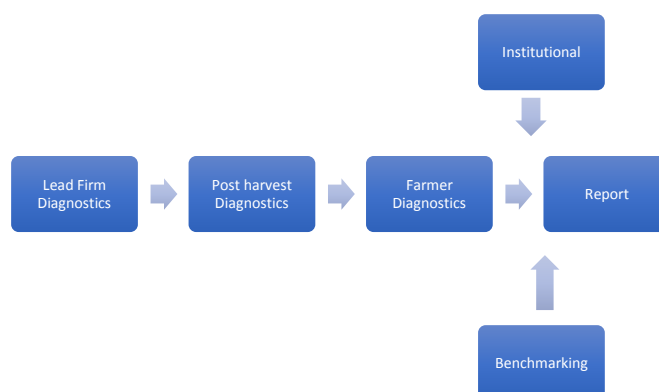 Institutional
Lead Firm
Diagnostics
Post harvest
Diagnostics
Farmer
Diagnostics
Report
Benchmarking